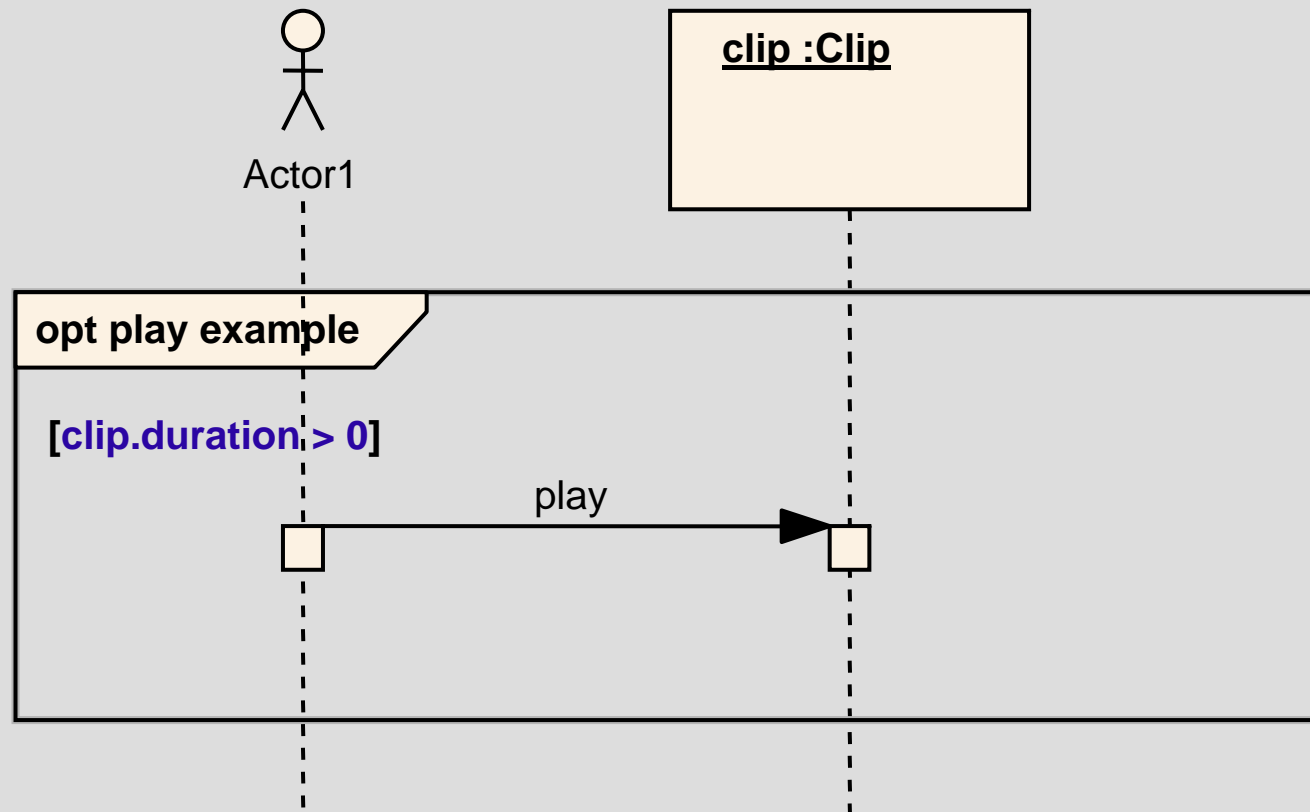 clip :Clip
Actor1
opt play example
[clip.duration > 0]
play